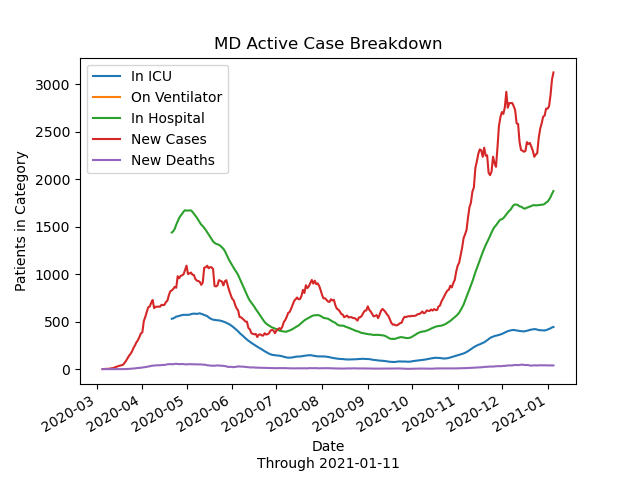 MD Active Case Breakdown
In ICU
On Ventilator
In Hospital
New Cases
New Deaths
Patients in Category
3000
2500
2000
1500
1000
500
0
2020-03
2020-04
2020-05
2020-06
2020-07
2020-08
2020-09
2020-10
2020-11
2020-12
2021-01
Date
Through 2021-01-11